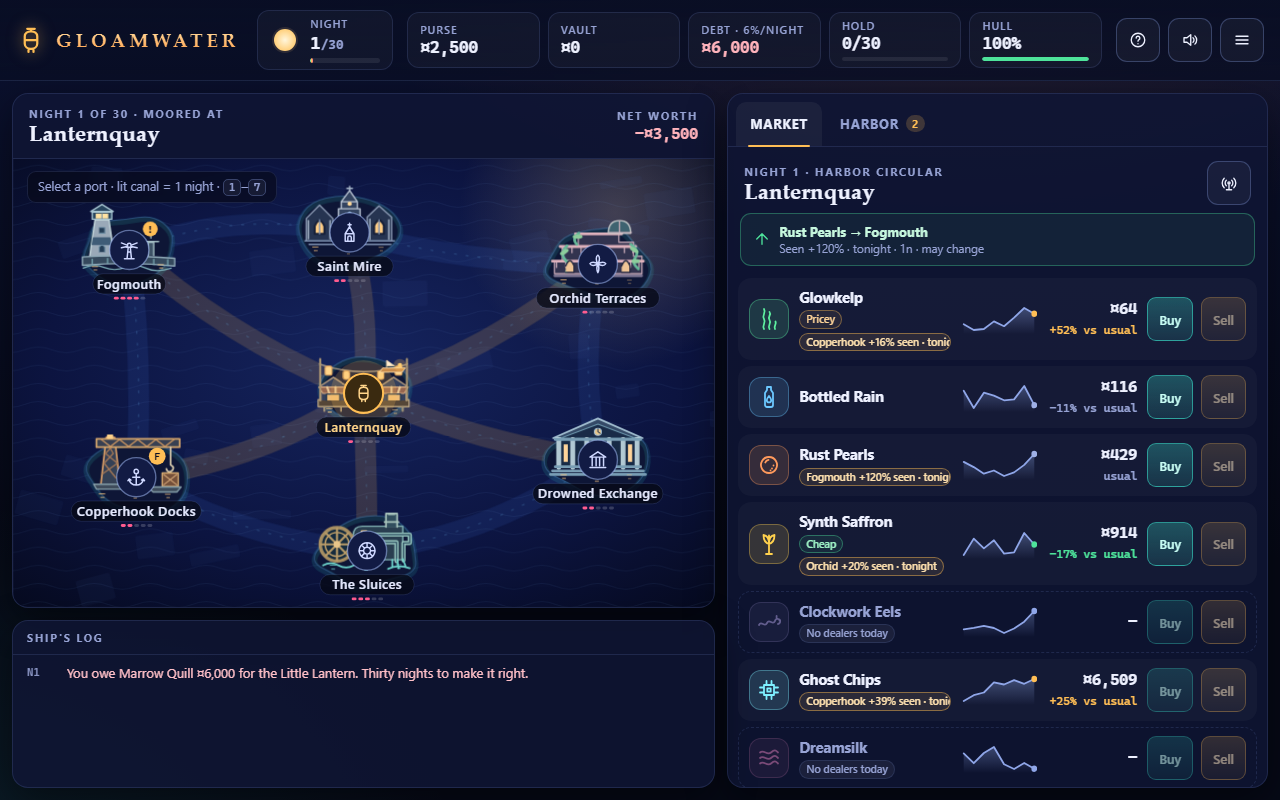 GLOAMWATER
NIGHT
1/30
PURSE
¤2,500
VAULT
¤0
DEBT · 6%/NIGHT
¤6,000
HOLD
0/30
HULL
100%
NIGHT 1 OF 30 · MOORED AT
Lanternquay
NET WORTH
−¤3,500
Select a port · lit canal = 1 night · 1–7
Fogmouth
!
Saint Mire
Orchid Terraces
Lanternquay
Copperhook Docks
F
Drowned Exchange
The Sluices
SHIP'S LOG
N1 You owe Marrow Quill ¤6,000 for the Little Lantern. Thirty nights to make it right.
MARKET
HARBOR 2
NIGHT 1 · HARBOR CIRCULAR
Lanternquay
Rust Pearls → Fogmouth
Seen +120% · tonight · 1n · may change
Glowkelp
Pricey
Copperhook +16% seen · tonig
¤64
+52% vs usual
Buy
Sell
Bottled Rain
¤116
−11% vs usual
Buy
Sell
Rust Pearls
Fogmouth +120% seen · tonig
¤429
usual
Buy
Sell
Synth Saffron
Cheap
Orchid +20% seen · tonight
¤914
−17% vs usual
Buy
Sell
Clockwork Eels
No dealers today
—
Buy
Sell
Ghost Chips
Copperhook +39% seen · toni
¤6,509
+25% vs usual
Buy
Sell
Dreamsilk
No dealers today
—
Buy
Sell